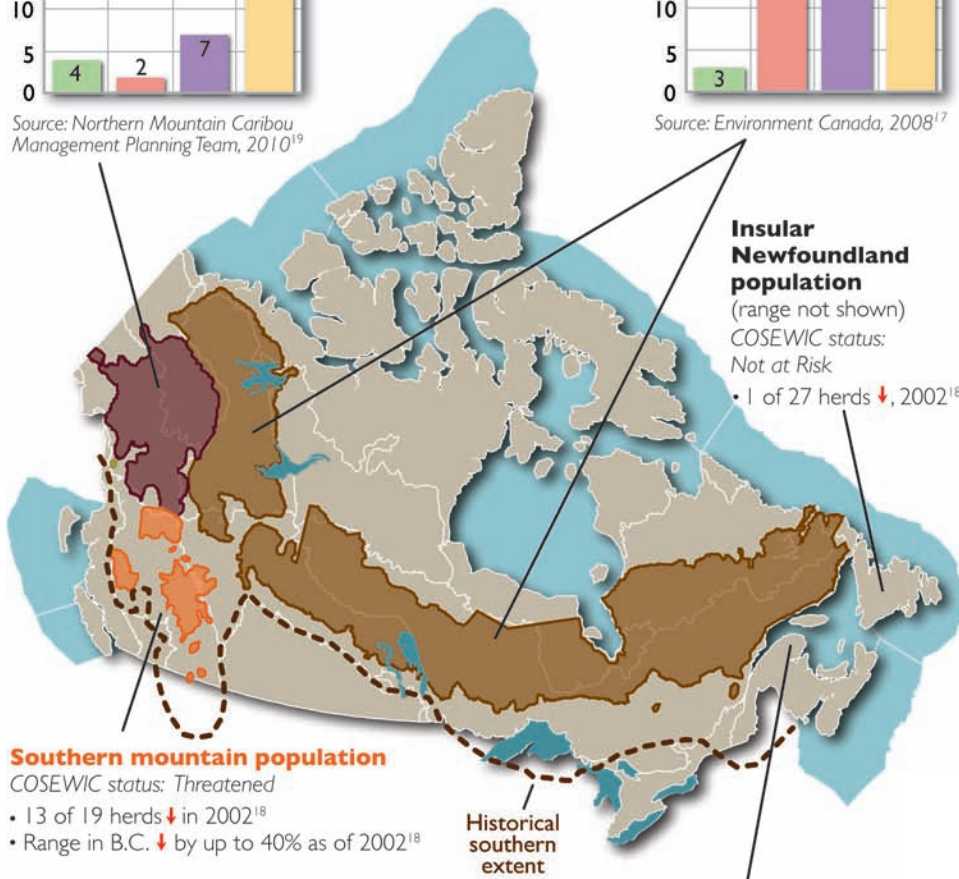 10
5
0
4
2
7
Source: Northern Mountain Caribou
Management Planning Team, 2010¹⁹
10
5
0
3
Source: Environment Canada, 2008¹⁷
Insular
Newfoundland
population
(range not shown)
COSEWIC status:
Not at Risk
• 1 of 27 herds ↓, 2002¹⁸
Southern mountain population
COSEWIC status: Threatened
• 13 of 19 herds ↓ in 2002¹⁸
• Range in B.C. ↓ by up to 40% as of 2002¹⁸
Historical
southern
extent